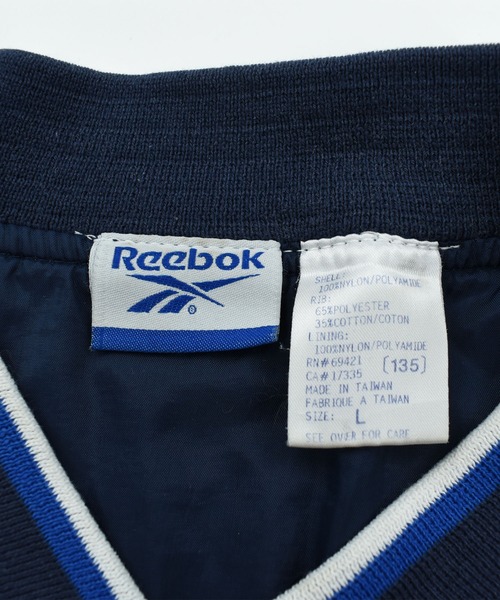 Reebok
®
SHELL:
100%NYLON/POLYAMIDE
RIB:
65%POLYESTER
35%COTTON/COTON
LINING:
100%NYLON/POLYAMIDE
RN#69421 (135)
CA#17335
MADE IN TAIWAN
FABRIQUE A TAIWAN
SIZE: L
SEE OVER FOR CARE